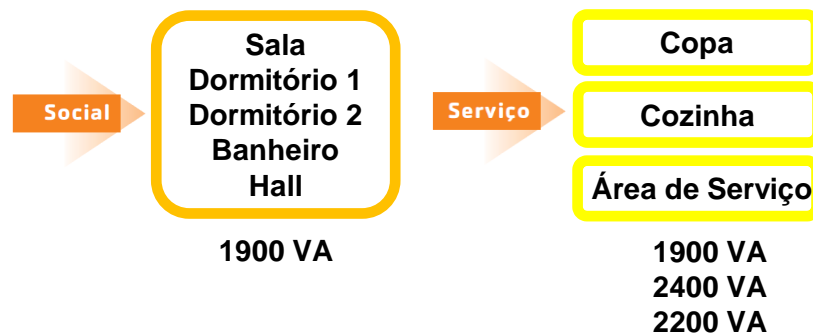 Social
Sala
Dormitório 1
Dormitório 2
Banheiro
Hall
1900 VA
Serviço
Copa
Cozinha
Área de Serviço
1900 VA
2400 VA
2200 VA